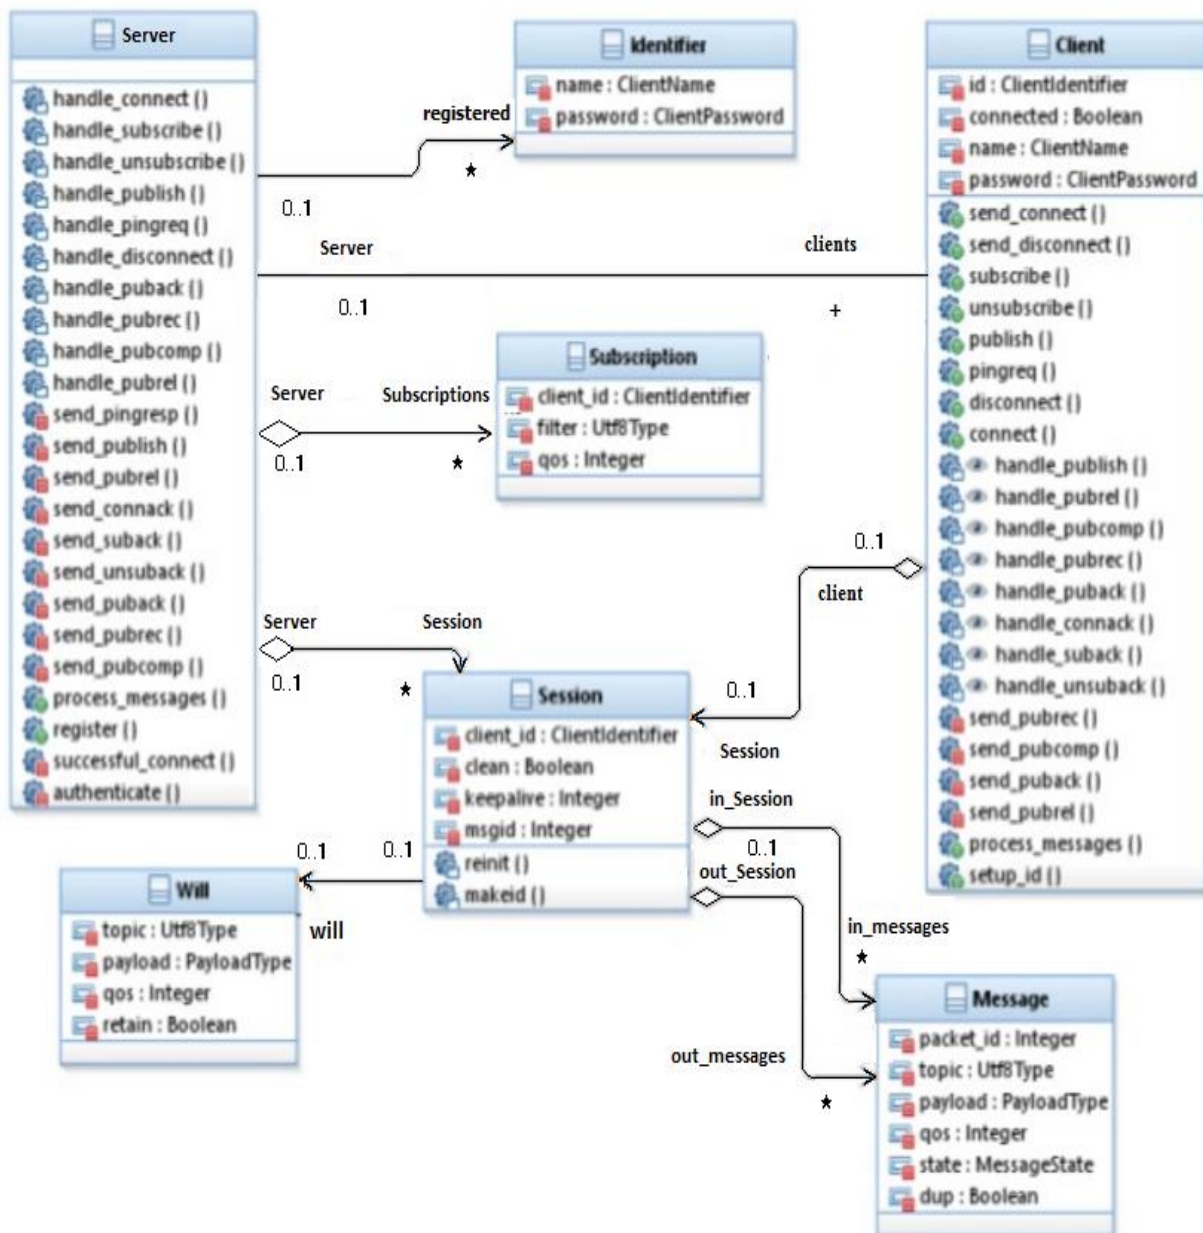 Server
handle_connect ()
handle_subscribe ()
handle_unsubscribe ()
handle_publish ()
handle_pingreq ()
handle_disconnect ()
handle_puback ()
handle_pubrec ()
handle_pubcomp ()
handle_pubrel ()
send_pingresp ()
send_publish ()
send_pubrel ()
send_connack ()
send_suback ()
send_unsuback ()
send_puback ()
send_pubrec ()
send_pubcomp ()
process_messages ()
register ()
successful_connect ()
authenticate ()
registered
*
0..1
Identifier
name : ClientName
password : ClientPassword
Server
clients
0..1
+
Client
id : ClientIdentifier
connected : Boolean
name : ClientName
password : ClientPassword
send_connect ()
send_disconnect ()
subscribe ()
unsubscribe ()
publish ()
pingreq ()
disconnect ()
connect ()
handle_publish ()
handle_pubrel ()
handle_pubcomp ()
handle_pubrec ()
handle_puback ()
handle_connack ()
handle_suback ()
handle_unsuback ()
send_pubrec ()
send_pubcomp ()
send_puback ()
send_pubrel ()
process_messages ()
setup_id ()
Server
Subscriptions
0..1
*
Subscription
client_id : ClientIdentifier
filter : Utf8Type
qos : Integer
0..1
client
0..1
Session
Server
Session
0..1
*
Session
client_id : ClientIdentifier
clean : Boolean
keepalive : Integer
msgid : Integer
reinit ()
makeid ()
in_Session
0..1
out_Session
0..1
0..1
will
Will
topic : Utf8Type
payload : PayloadType
qos : Integer
retain : Boolean
in_messages
*
out_messages
*
Message
packet_id : Integer
topic : Utf8Type
payload : PayloadType
qos : Integer
state : MessageState
dup : Boolean